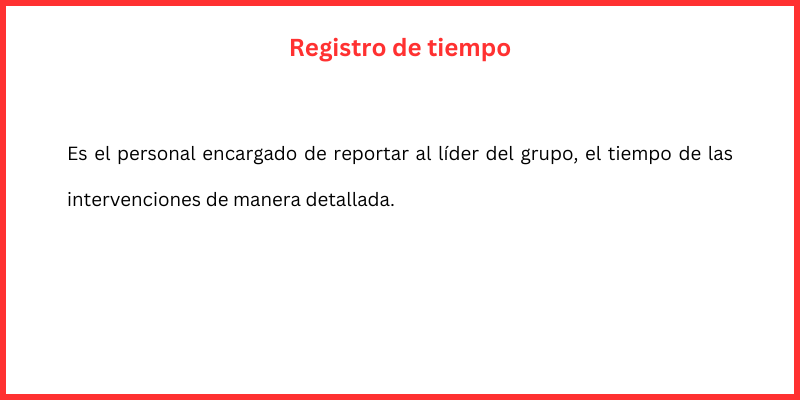 Registro de tiempo
Es el personal encargado de reportar al líder del grupo, el tiempo de las
intervenciones de manera detallada.